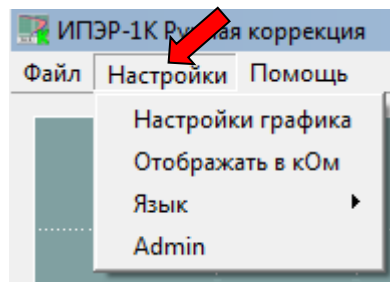 ИПЭР-1К Ручная коррекция
Файл Настройки Помощь
Настройки графика
Отображать в кОм
Язык
Admin